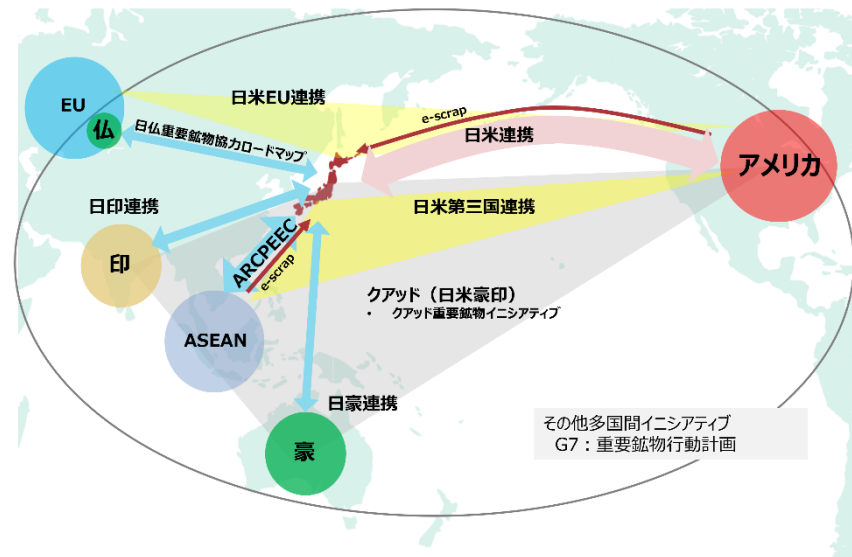 EU
仏
日米EU連携
e-scrap
日米連携
アメリカ
日仏重要鉱物協力ロードマップ
日印連携
日米第三国連携
印
ARCPEEC
e-scrap
クアッド（日米豪印）
・ クアッド重要鉱物イニシアティブ
ASEAN
日豪連携
豪
その他多国間イニシアティブ
G7：重要鉱物行動計画